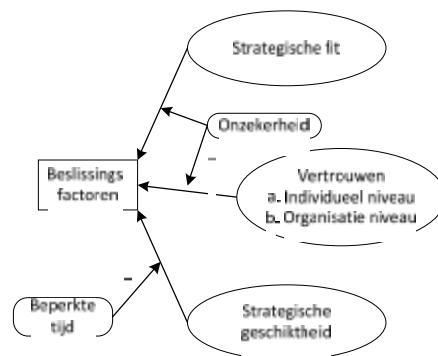 Strategische fit
Onzekerheid
–
Beslissings
factoren
Vertrouwen
a. Individueel niveau
b. Organisatie niveau
–
Beperkte
tijd
Strategische
geschiktheid